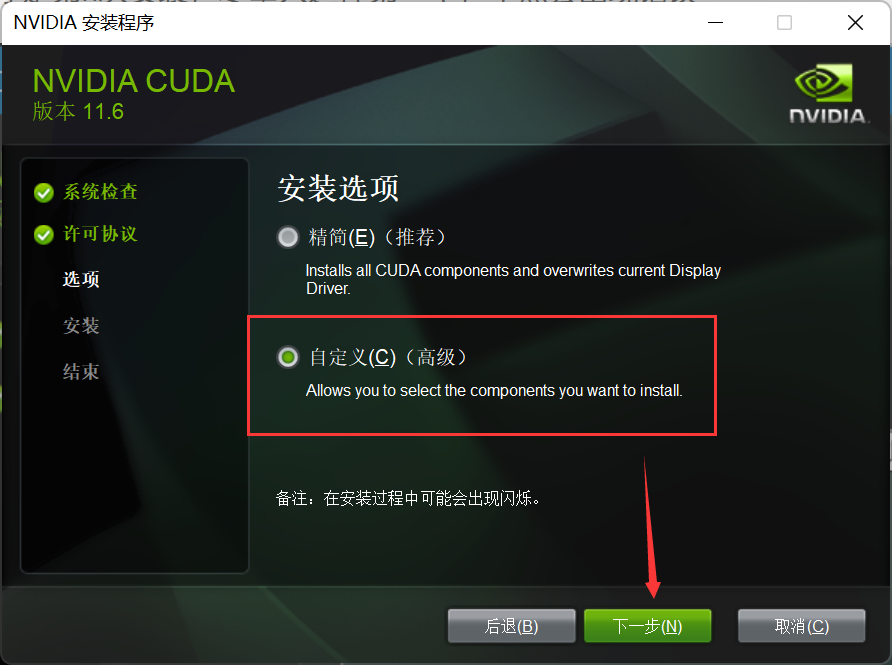 NVIDIA 安装程序
NVIDIA CUDA
版本 11.6
NVIDIA.
系统检查
许可协议
选项
安装
结束
安装选项
精简(E)（推荐）
Installs all CUDA components and overwrites current Display
Driver.
自定义(C)（高级）
Allows you to select the components you want to install.
备注：在安装过程中可能会出现闪烁。
后退(B)
下一步(N)
取消(C)